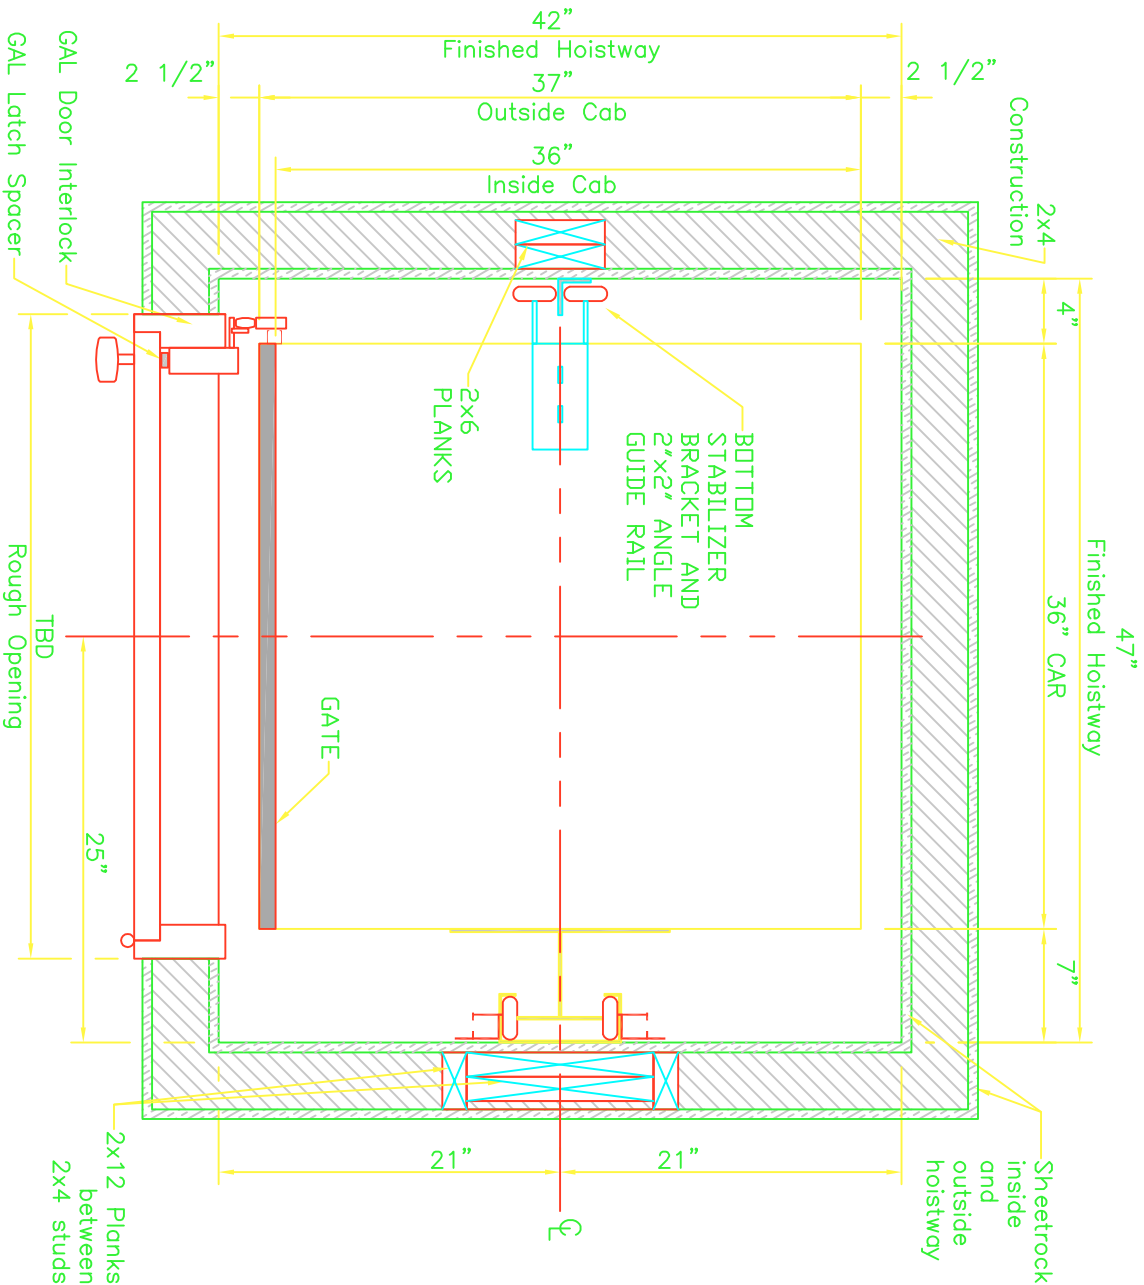 42"
Finished Hoistway
37"
Outside Cab
36"
Inside Cab
2 1/2"
2 1/2"
GAL Door Interlock
GAL Latch Spacer
2x4
Construction
4"
36" CAR
7"
47"
Finished Hoistway
2x6
PLANKS
BOTTOM
STABILIZER
BRACKET AND
2"x2" ANGLE
GUIDE RAIL
GATE
TBD
Rough Opening
25"
21"
21"
CL
2x12 Planks
between
2x4 studs
Sheetrock
inside
and
outside
hoistway